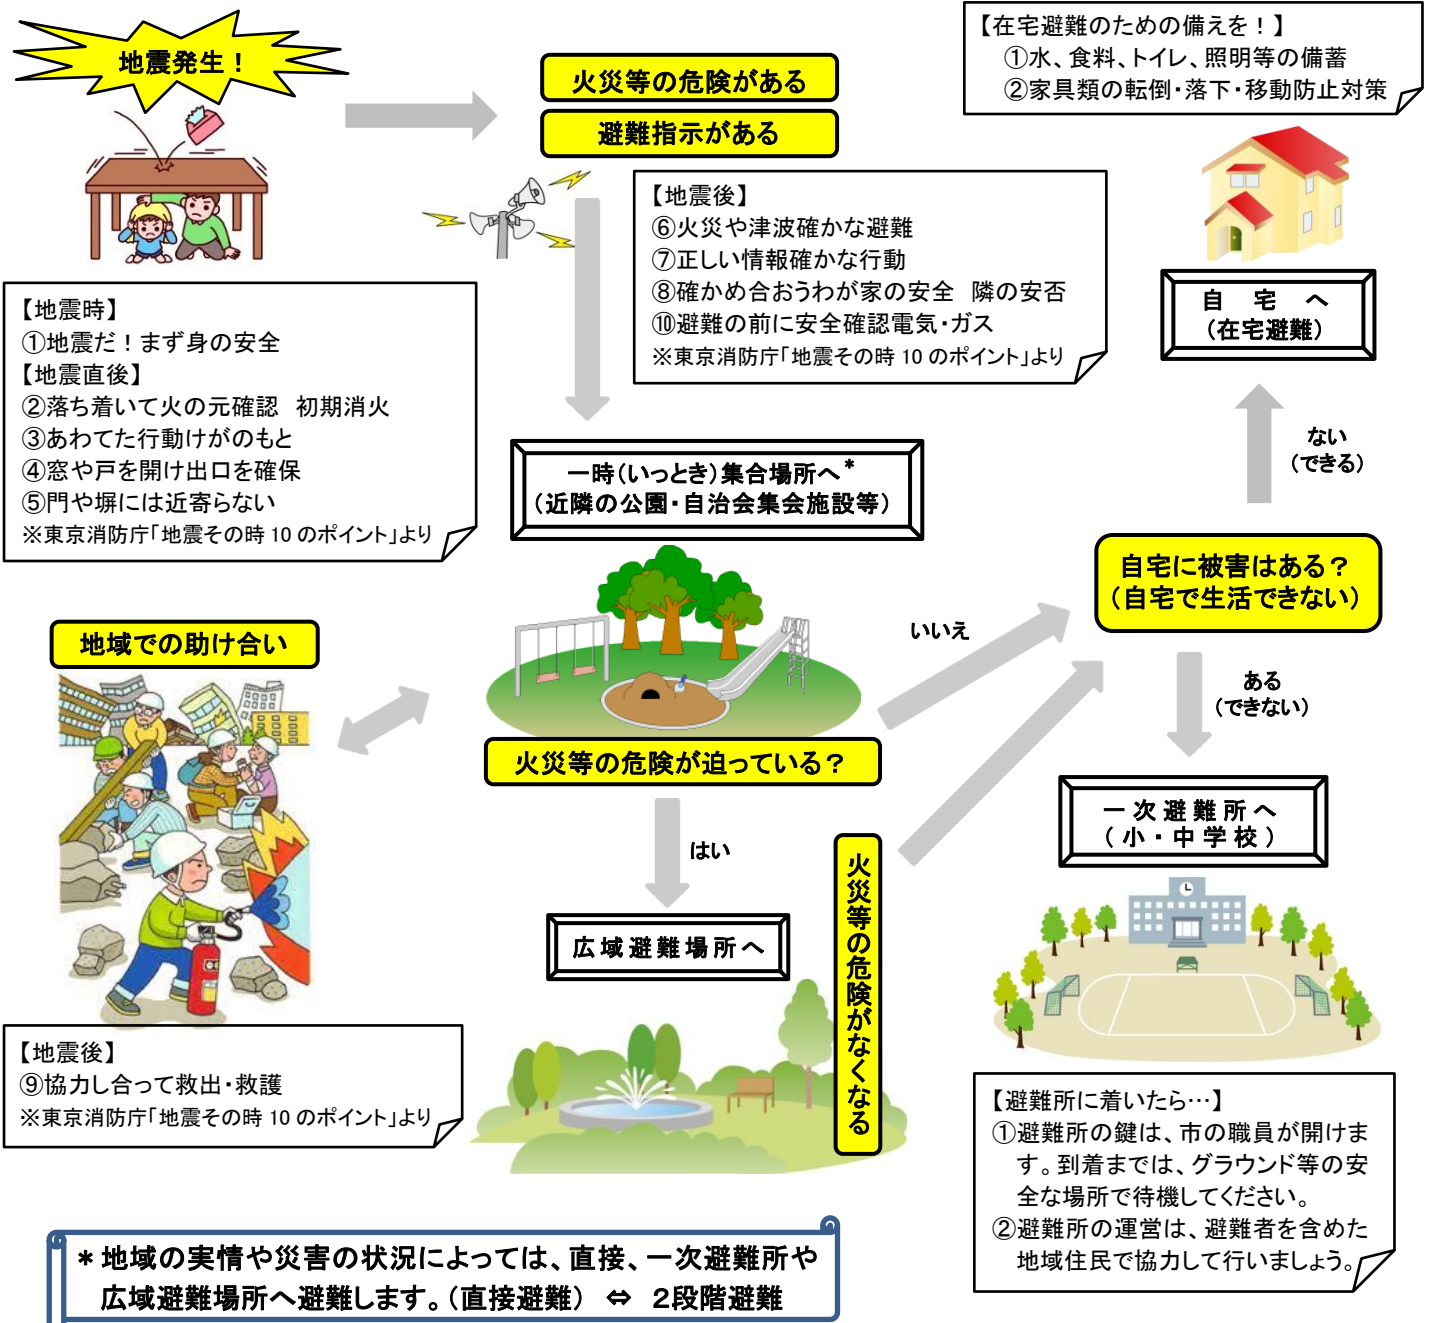 地震発生！
火災等の危険がある
避難指示がある
【在宅避難のための備えを！】
①水、食料、トイレ、照明等の備蓄
②家具類の転倒・落下・移動防止対策
【地震後】
⑥火災や津波確かな避難
⑦正しい情報確かな行動
⑧確かめ合おうわが家の安全　隣の安否
⑩避難の前に安全確認電気・ガス
※東京消防庁「地震その時 10 のポイント」より
自　宅　へ
（在宅避難）
【地震時】
①地震だ！まず身の安全
【地震直後】
②落ち着いて火の元確認　初期消火
③あわてた行動けがのもと
④窓や戸を開け出口を確保
⑤門や塀には近寄らない
※東京消防庁「地震その時 10 のポイント」より
一時（いっとき）集合場所へ*
（近隣の公園・自治会集会施設等）
ない
（できる）
自宅に被害はある？
（自宅で生活できない）
いいえ
地域での助け合い
ある
（できない）
火災等の危険が迫っている？
はい
一次避難所へ
（小・中学校）
火災等の危険がなくなる
広域避難場所へ
【地震後】
⑨協力し合って救出・救護
※東京消防庁「地震その時 10 のポイント」より
【避難所に着いたら…】
①避難所の鍵は、市の職員が開けま
す。到着までは、グラウンド等の安
全な場所で待機してください。
②避難所の運営は、避難者を含めた
地域住民で協力して行いましょう。
*地域の実情や災害の状況によっては、直接、一次避難所や
広域避難場所へ避難します。（直接避難）　⇔　２段階避難